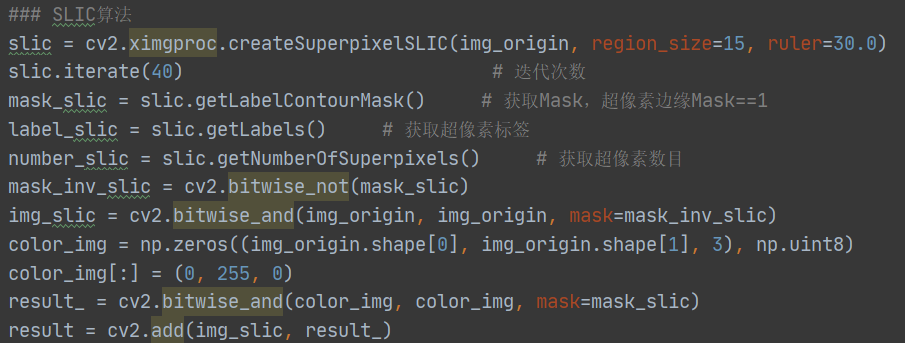 ### SLIC算法
slic = cv2.ximgproc.createSuperpixelSLIC(img_origin, region_size=15, ruler=30.0)
slic.iterate(40) # 迭代次数
mask_slic = slic.getLabelContourMask() # 获取Mask，超像素边缘Mask==1
label_slic = slic.getLabels() # 获取超像素标签
number_slic = slic.getNumberOfSuperpixels() # 获取超像素数目
mask_inv_slic = cv2.bitwise_not(mask_slic)
img_slic = cv2.bitwise_and(img_origin, img_origin, mask=mask_inv_slic)
color_img = np.zeros((img_origin.shape[0], img_origin.shape[1], 3), np.uint8)
color_img[:] = (0, 255, 0)
result_ = cv2.bitwise_and(color_img, color_img, mask=mask_slic)
result = cv2.add(img_slic, result_)